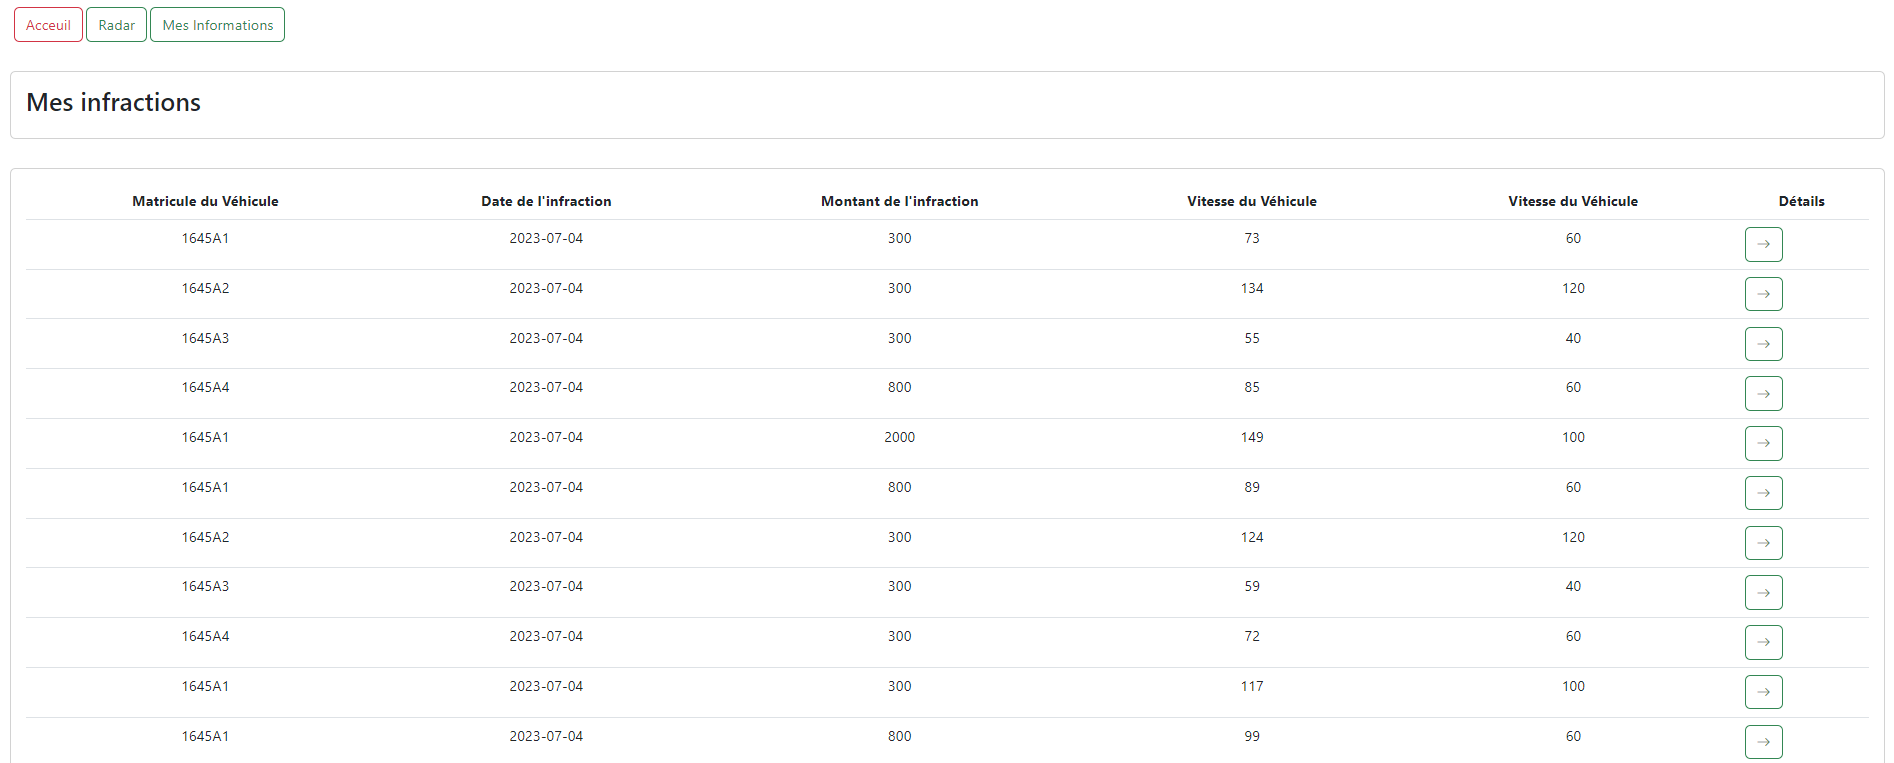 Acceuil Radar Mes Informations
Mes infractions
Matricule du Véhicule Date de l'infraction Montant de l'infraction Vitesse du Véhicule Vitesse du Véhicule Détails
1645A1 2023-07-04 300 73 60 →
1645A2 2023-07-04 300 134 120 →
1645A3 2023-07-04 300 55 40 →
1645A4 2023-07-04 800 85 60 →
1645A1 2023-07-04 2000 149 100 →
1645A1 2023-07-04 800 89 60 →
1645A2 2023-07-04 300 124 120 →
1645A3 2023-07-04 300 59 40 →
1645A4 2023-07-04 300 72 60 →
1645A1 2023-07-04 300 117 100 →
1645A1 2023-07-04 800 99 60 →